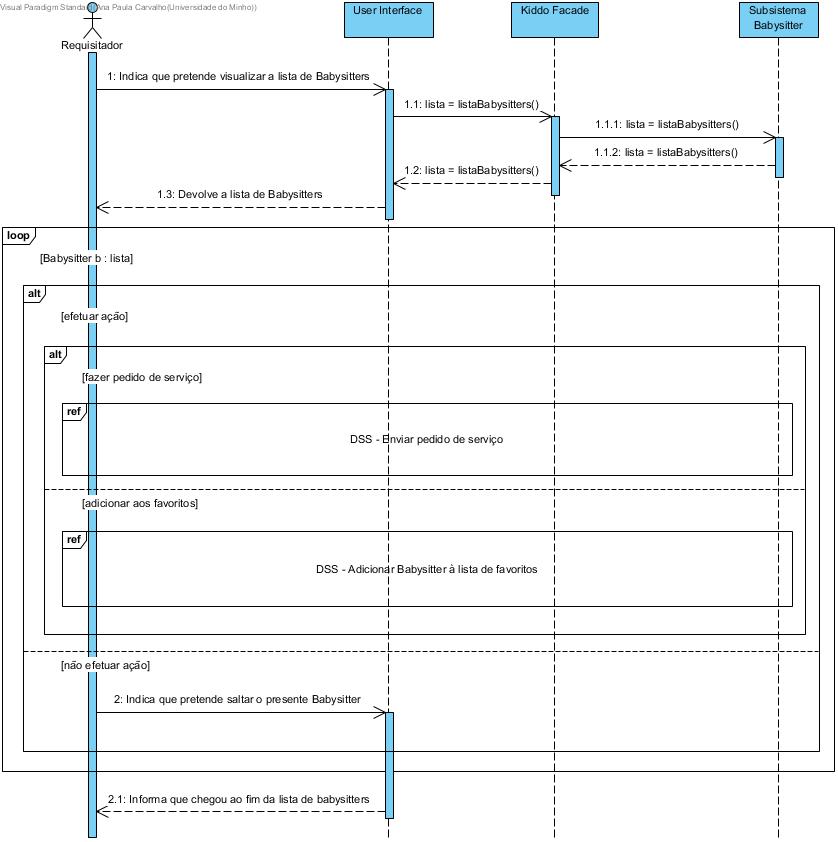 Visual Paradigm Standard(Ana Paula Carvalho(Universidade do Minho))
Requisitador
User Interface
Kiddo Facade
Subsistema
Babysitter
1: Indica que pretende visualizar a lista de Babysitters
1.1: lista = listaBabysitters()
1.1.1: lista = listaBabysitters()
1.1.2: lista = listaBabysitters()
1.2: lista = listaBabysitters()
1.3: Devolve a lista de Babysitters
loop
[Babysitter b : lista]
alt
[efetuar ação]
alt
[fazer pedido de serviço]
ref
DSS - Enviar pedido de serviço
[adicionar aos favoritos]
ref
DSS - Adicionar Babysitter à lista de favoritos
[não efetuar ação]
2: Indica que pretende saltar o presente Babysitter
2.1: Informa que chegou ao fim da lista de babysitters